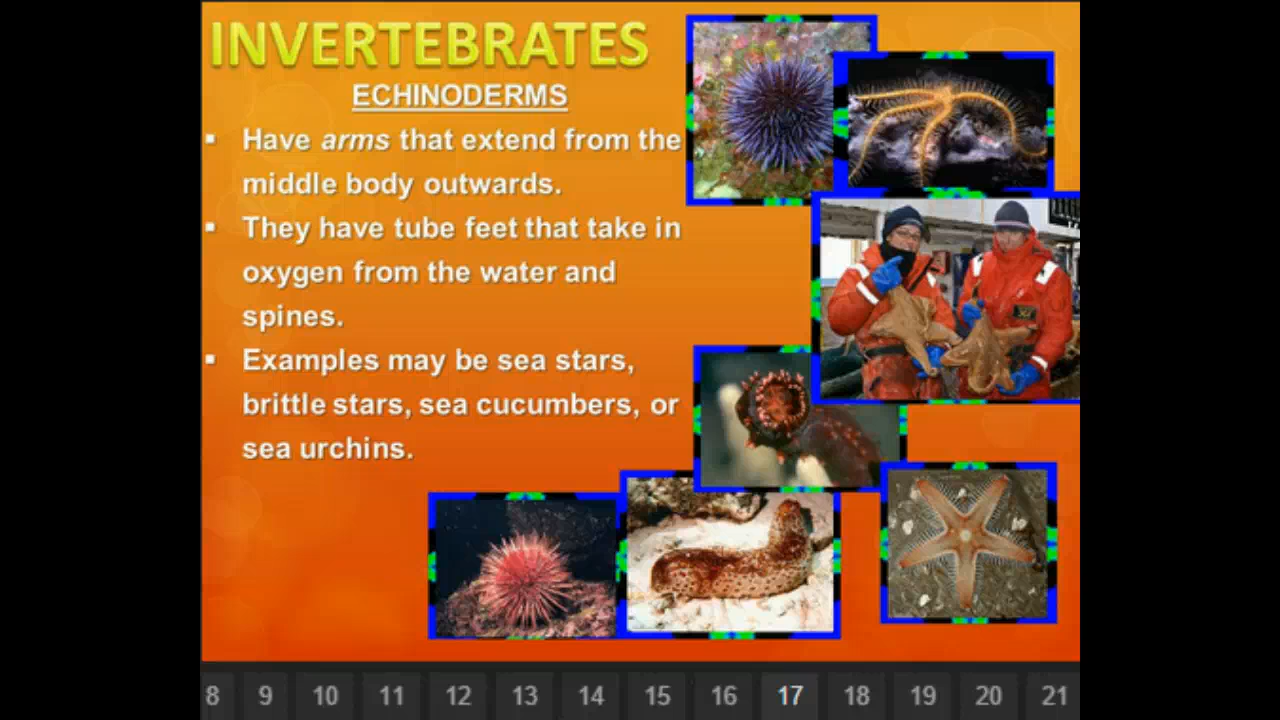 INVERTEBRATES
ECHINODERMS
▪ Have arms that extend from the
middle body outwards.
▪ They have tube feet that take in
oxygen from the water and
spines.
▪ Examples may be sea stars,
brittle stars, sea cucumbers, or
sea urchins.
8 9 10 11 12 13 14 15 16 17 18 19 20 21